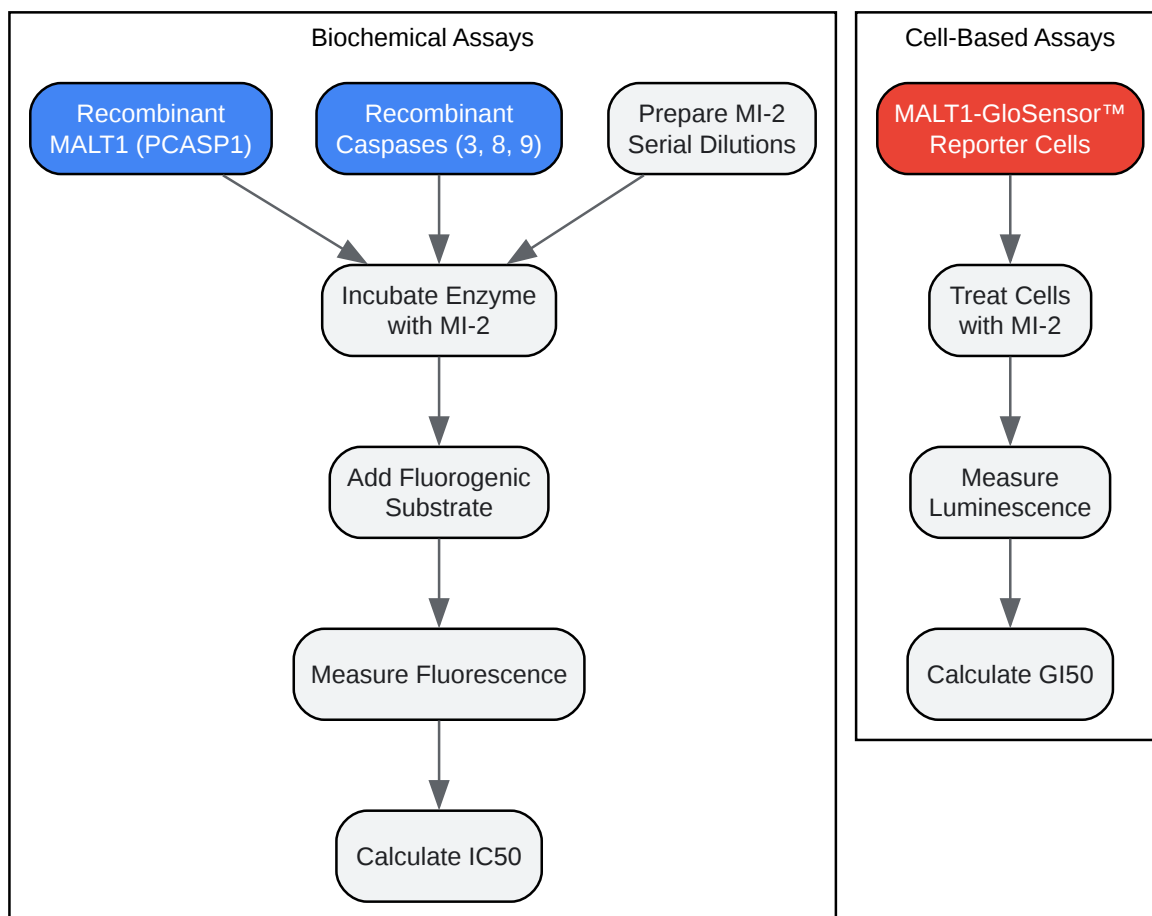 Biochemical Assays
Recombinant
MALT1 (PCASP1)
Recombinant
Caspases (3, 8, 9)
Prepare MI-2
Serial Dilutions
Incubate Enzyme
with MI-2
Add Fluorogenic
Substrate
Measure Fluorescence
Calculate IC50
Cell-Based Assays
MALT1-GloSensor™
Reporter Cells
Treat Cells
with MI-2
Measure
Luminescence
Calculate GI50